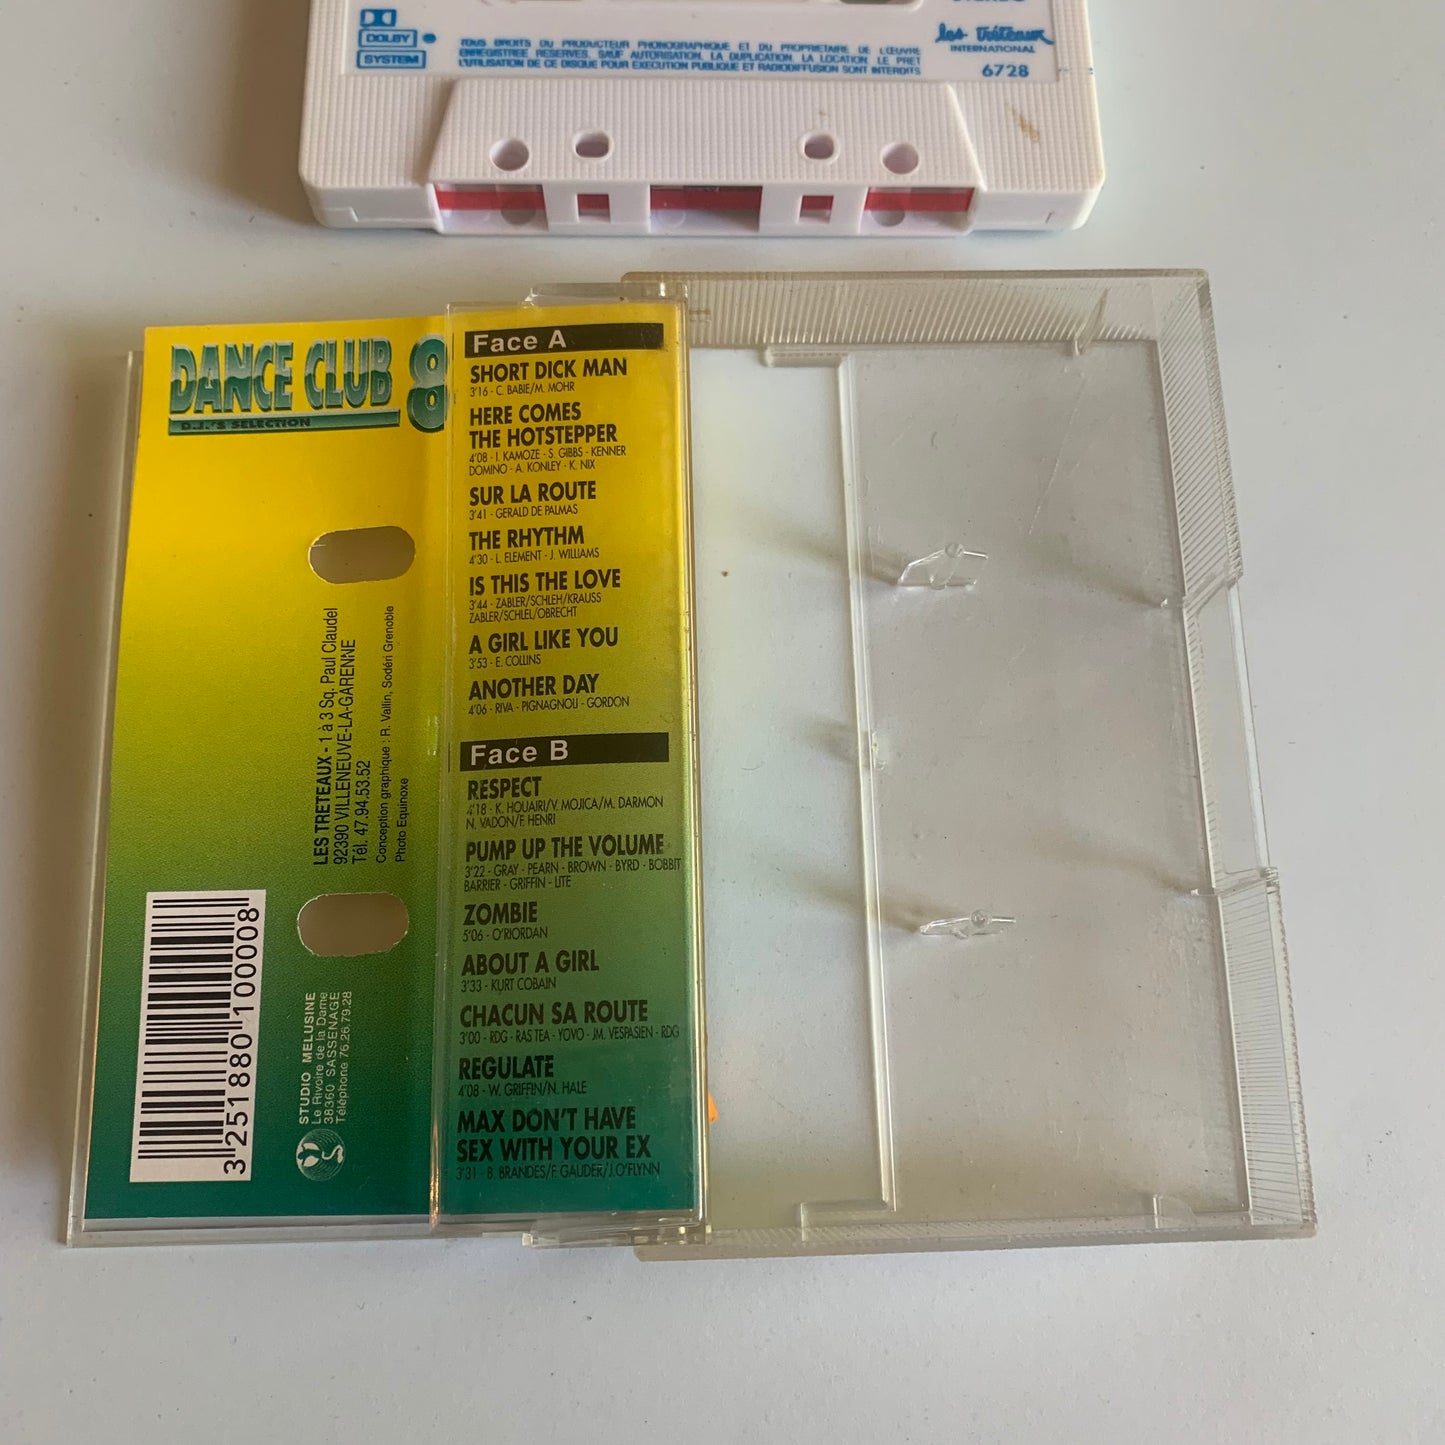 DOLBY
SYSTEM
TOUS DROITS DU PRODUCTEUR PHONOGRAPHIQUE ET DU PROPRIETAIRE DE L'ŒUVRE
ENREGISTREE RESERVES, SAUF AUTORISATION, LA DUPLICATION, LA LOCATION, LE PRET
L'UTILISATION DE CE DISQUE POUR EXECUTION PUBLIQUE ET RADIODIFFUSION SONT INTERDITS
les tréteaux
INTERNATIONAL
6728
DANCE CLUB 8
D.J.'S SELECTION
LES TRETEAUX - 1 à 3 Sq. Paul Claudel
92390 VILLENEUVE-LA-GARENNE
Tél. 47.94.53.52
Conception graphique : R. Vallin, Sodéri Grenoble
Photo Equinoxe
3 251880 100008
STUDIO MELUSINE
Le Rivoire de la Dame
38360 SASSENAGE
Téléphone 76.26.79.28
Face A
SHORT DICK MAN
3'16 - C. BABIE/M. MOHR
HERE COMES
THE HOTSTEPPER
4'08 - I. KAMOZE - S. GIBBS - KENNER
DOMINO - A. KONLEY - K. NIX
SUR LA ROUTE
3'41 - GERALD DE PALMAS
THE RHYTHM
4'30 - L. ELEMENT - J. WILLIAMS
IS THIS THE LOVE
3'44 - ZABLER/SCHLEH/KRAUSS
ZABLER/SCHLEL/OBRECHT
A GIRL LIKE YOU
3'53 - E. COLLINS
ANOTHER DAY
4'06 - RIVA - PIGNAGNOLI - GORDON
Face B
RESPECT
4'18 - K. HOUAIRI/V. MOJICA/M. DARMON
N. VADON/F. HENRI
PUMP UP THE VOLUME
3'22 - GRAY - PEARN - BROWN - BYRD - BOBBIT
BARRIER - GRIFFIN - LITE
ZOMBIE
5'06 - O'RIORDAN
ABOUT A GIRL
3'33 - KURT COBAIN
CHACUN SA ROUTE
3'00 - RDG - RAS TEA - YOVO - JM. VESPASIEN - RDG
REGULATE
4'08 - W. GRIFFIN/N. HALE
MAX DON'T HAVE
SEX WITH YOUR EX
3'31 - B. BRANDES/F. GAUDER/J.O'FLYNN